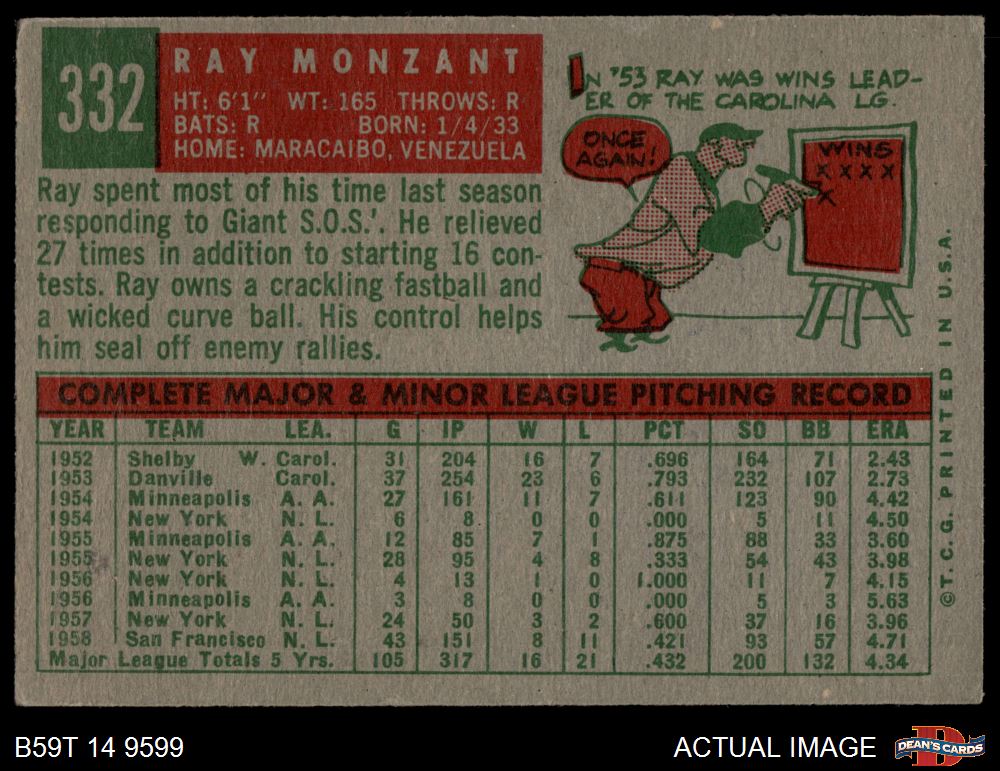 332
RAY MONZANT
HT: 6'1" WT: 165 THROWS: R
BATS: R BORN: 1/4/33
HOME: MARACAIBO, VENEZUELA
Ray spent most of his time last season
responding to Giant S.O.S.'. He relieved
27 times in addition to starting 16 con-
tests. Ray owns a crackling fastball and
a wicked curve ball. His control helps
him seal off enemy rallies.
IN '53 RAY WAS WINS LEAD-
ER OF THE CAROLINA LG.
ONCE
AGAIN!
WINS
X X X X
X
COMPLETE MAJOR & MINOR LEAGUE PITCHING RECORD
YEAR TEAM LEA. G IP W L PCT SO BB ERA
1952 Shelby W. Carol. 31 204 16 7 .696 164 71 2.43
1953 Danville Carol. 37 254 23 6 .793 232 107 2.73
1954 Minneapolis A. A. 27 161 11 7 .611 123 90 4.42
1954 New York N. L. 6 8 0 0 .000 5 11 4.50
1955 Minneapolis A. A. 12 85 7 1 .875 88 33 3.60
1955 New York N. L. 28 95 4 8 .333 54 43 3.98
1956 New York N. L. 4 13 1 0 1.000 11 7 4.15
1956 Minneapolis A. A. 3 8 0 0 .000 5 3 5.63
1957 New York N. L. 24 50 3 2 .600 37 16 3.96
1958 San Francisco N. L. 43 151 8 11 .421 93 57 4.71
Major League Totals 5 Yrs. 105 317 16 21 .432 200 132 4.34
©T. C. G. PRINTED IN U.S.A.
B59T 14 9599
ACTUAL IMAGE
D
DEAN'S CARDS